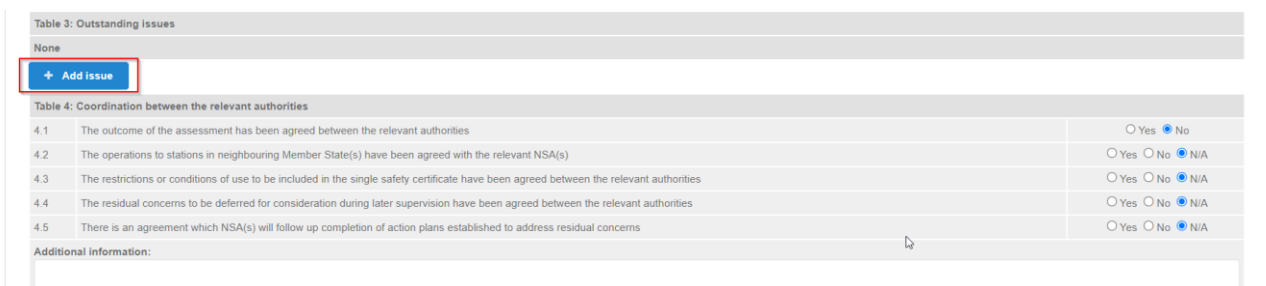 Table 3: Outstanding issues
None
+ Add issue
Table 4: Coordination between the relevant authorities
4.1 The outcome of the assessment has been agreed between the relevant authorities Yes No
4.2 The operations to stations in neighbouring Member State(s) have been agreed with the relevant NSA(s) Yes No N/A
4.3 The restrictions or conditions of use to be included in the single safety certificate have been agreed between the relevant authorities Yes No N/A
4.4 The residual concerns to be deferred for consideration during later supervision have been agreed between the relevant authorities Yes No N/A
4.5 There is an agreement which NSA(s) will follow up completion of action plans established to address residual concerns Yes No N/A
Additional information: